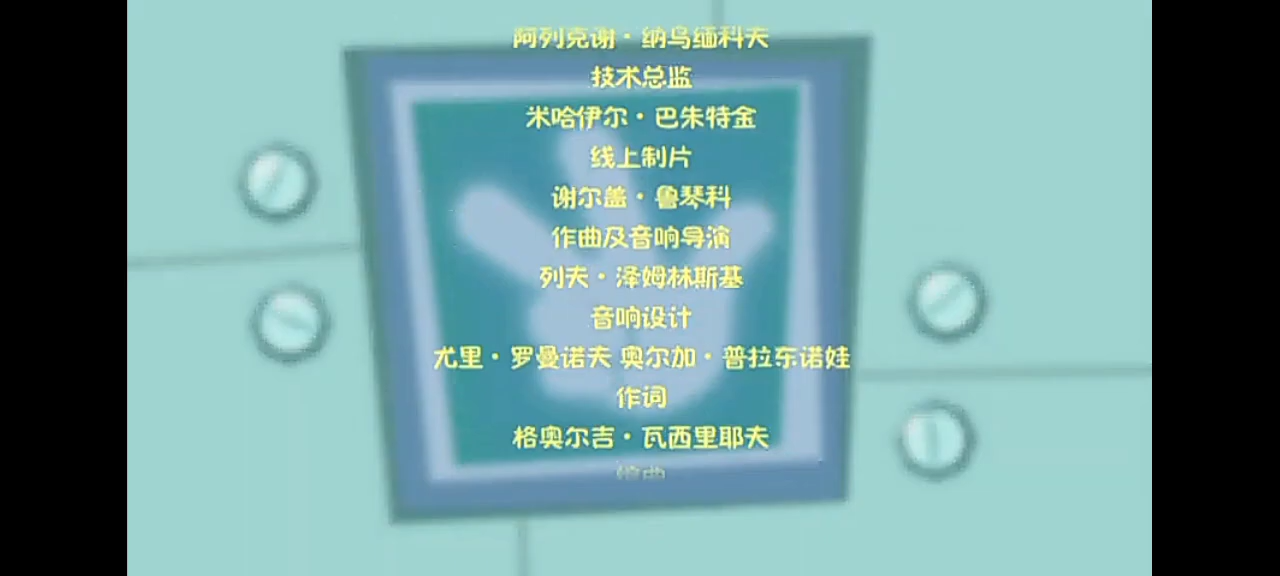 阿列克谢·纳乌缅科夫
技术总监
米哈伊尔·巴朱特金
线上制片
谢尔盖·鲁琴科
作曲及音响导演
列夫·泽姆林斯基
音响设计
尤里·罗曼诺夫 奥尔加·普拉东诺娃
作词
格奥尔吉·瓦西里耶夫
编曲